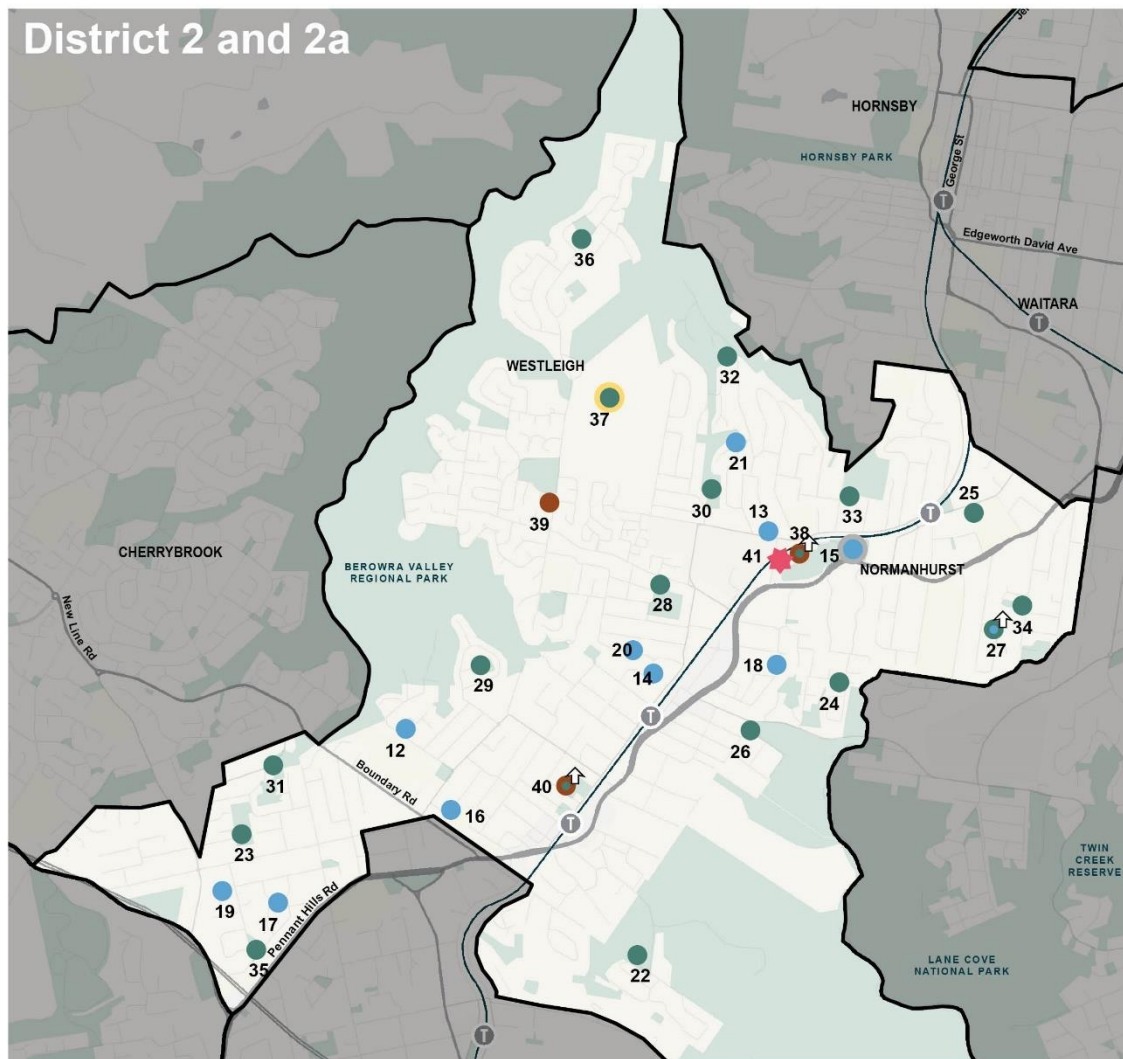 District 2 and 2a
HORNSBY
HORNSBY PARK
George St
T
Edgeworth David Ave
WAITARA
T
36
WESTLEIGH
32
37
21
30
33
25
13
39
38
T
41
15
CHERRYBROOK
NORMANHURST
BEROWRA VALLEY
REGIONAL PARK
28
34
New Line Rd
27
20
14
18
29
24
T
12
26
31
Boundary Rd
40
16
T
23
TWIN
CREEK
RESERVE
19
17
Pennant Hills Rd
35
22
LANE COVE
NATIONAL PARK
T